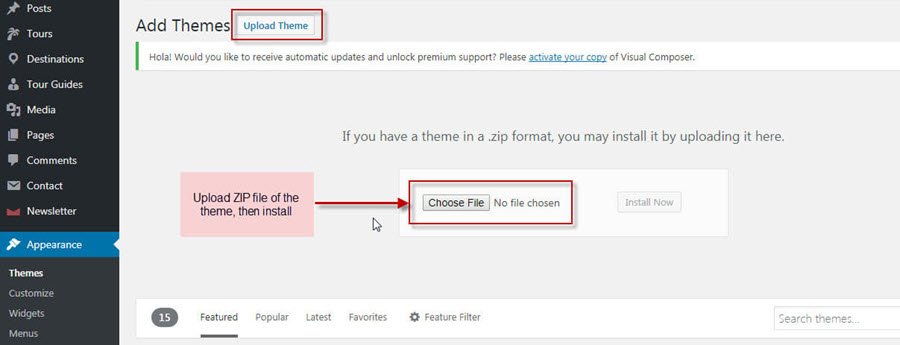 Posts
Tours
Destinations
Tour Guides
Media
Pages
Comments
Contact
Newsletter
Appearance
Themes
Customize
Widgets
Menus
Add Themes Upload Theme
Hola! Would you like to receive automatic updates and unlock premium support? Please activate your copy of Visual Composer.
If you have a theme in a .zip format, you may install it by uploading it here.
Upload ZIP file of the
theme, then install
Choose File No file chosen Install Now
15 Featured Popular Latest Favorites Feature Filter Search themes...